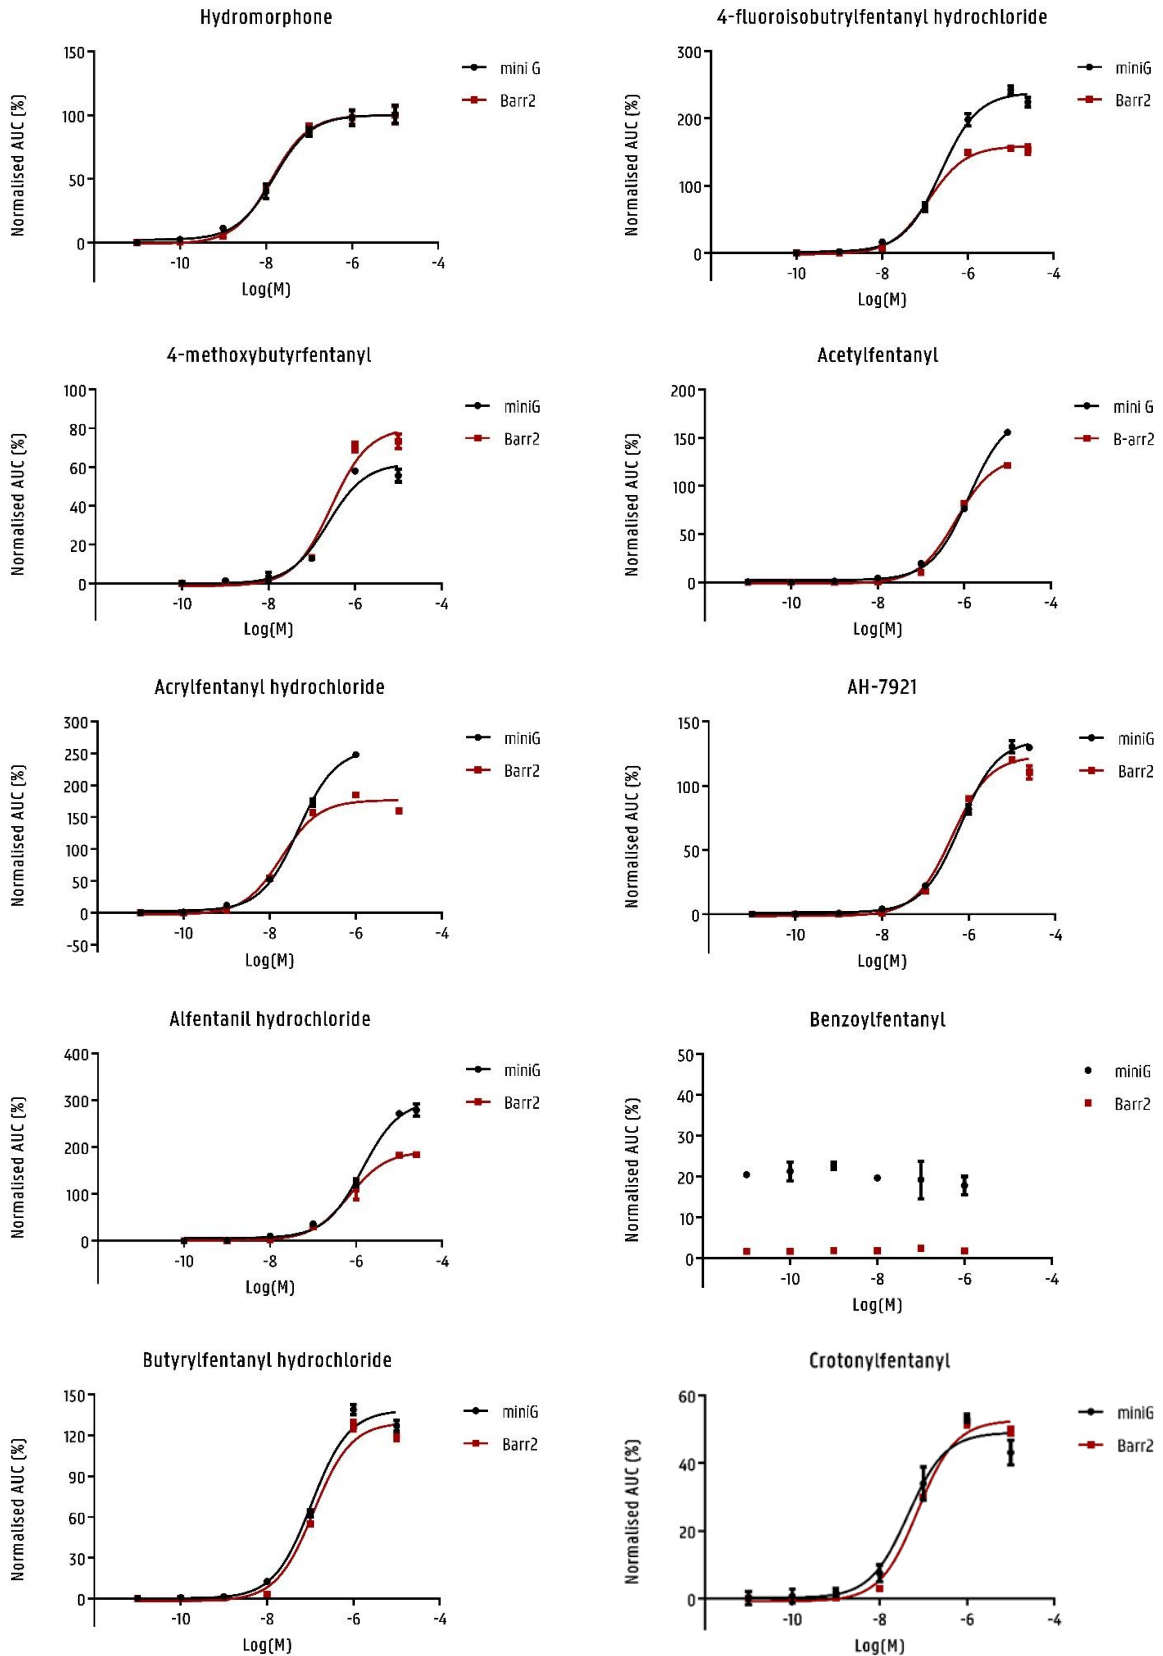 Hydromorphone
Normalised AUC (%)
150
100
50
0
-10
-8
-6
-4
Log(M)
mini G
Barr2
4-fluoroisobutrylfentanyl hydrochloride
Normalised AUC (%)
300
200
100
0
-10
-8
-6
-4
Log(M)
miniG
Barr2
4-methoxybutyrfentanyl
Normalised AUC (%)
100
80
60
40
20
0
-10
-8
-6
-4
Log(M)
miniG
Barr2
Acetylfentanyl
Normalised AUC (%)
200
150
100
50
0
-10
-8
-6
-4
Log(M)
mini G
B-arr2
Acrylfentanyl hydrochloride
Normalised AUC (%)
300
250
200
150
100
50
0
-50
-10
-8
-6
-4
Log(M)
miniG
Barr2
AH-7921
Normalised AUC (%)
150
100
50
0
-10
-8
-6
-4
Log(M)
miniG
Barr2
Alfentanil hydrochloride
Normalised AUC (%)
400
300
200
100
0
-10
-8
-6
-4
Log(M)
miniG
Barr2
Benzoylfentanyl
Normalised AUC (%)
50
40
30
20
10
0
-10
-8
-6
-4
Log(M)
miniG
Barr2
Butyrylfentanyl hydrochloride
Normalised AUC (%)
150
120
90
60
30
0
-10
-8
-6
-4
Log(M)
miniG
Barr2
Crotonylfentanyl
Normalised AUC (%)
60
40
20
0
-10
-8
-6
-4
Log(M)
miniG
Barr2